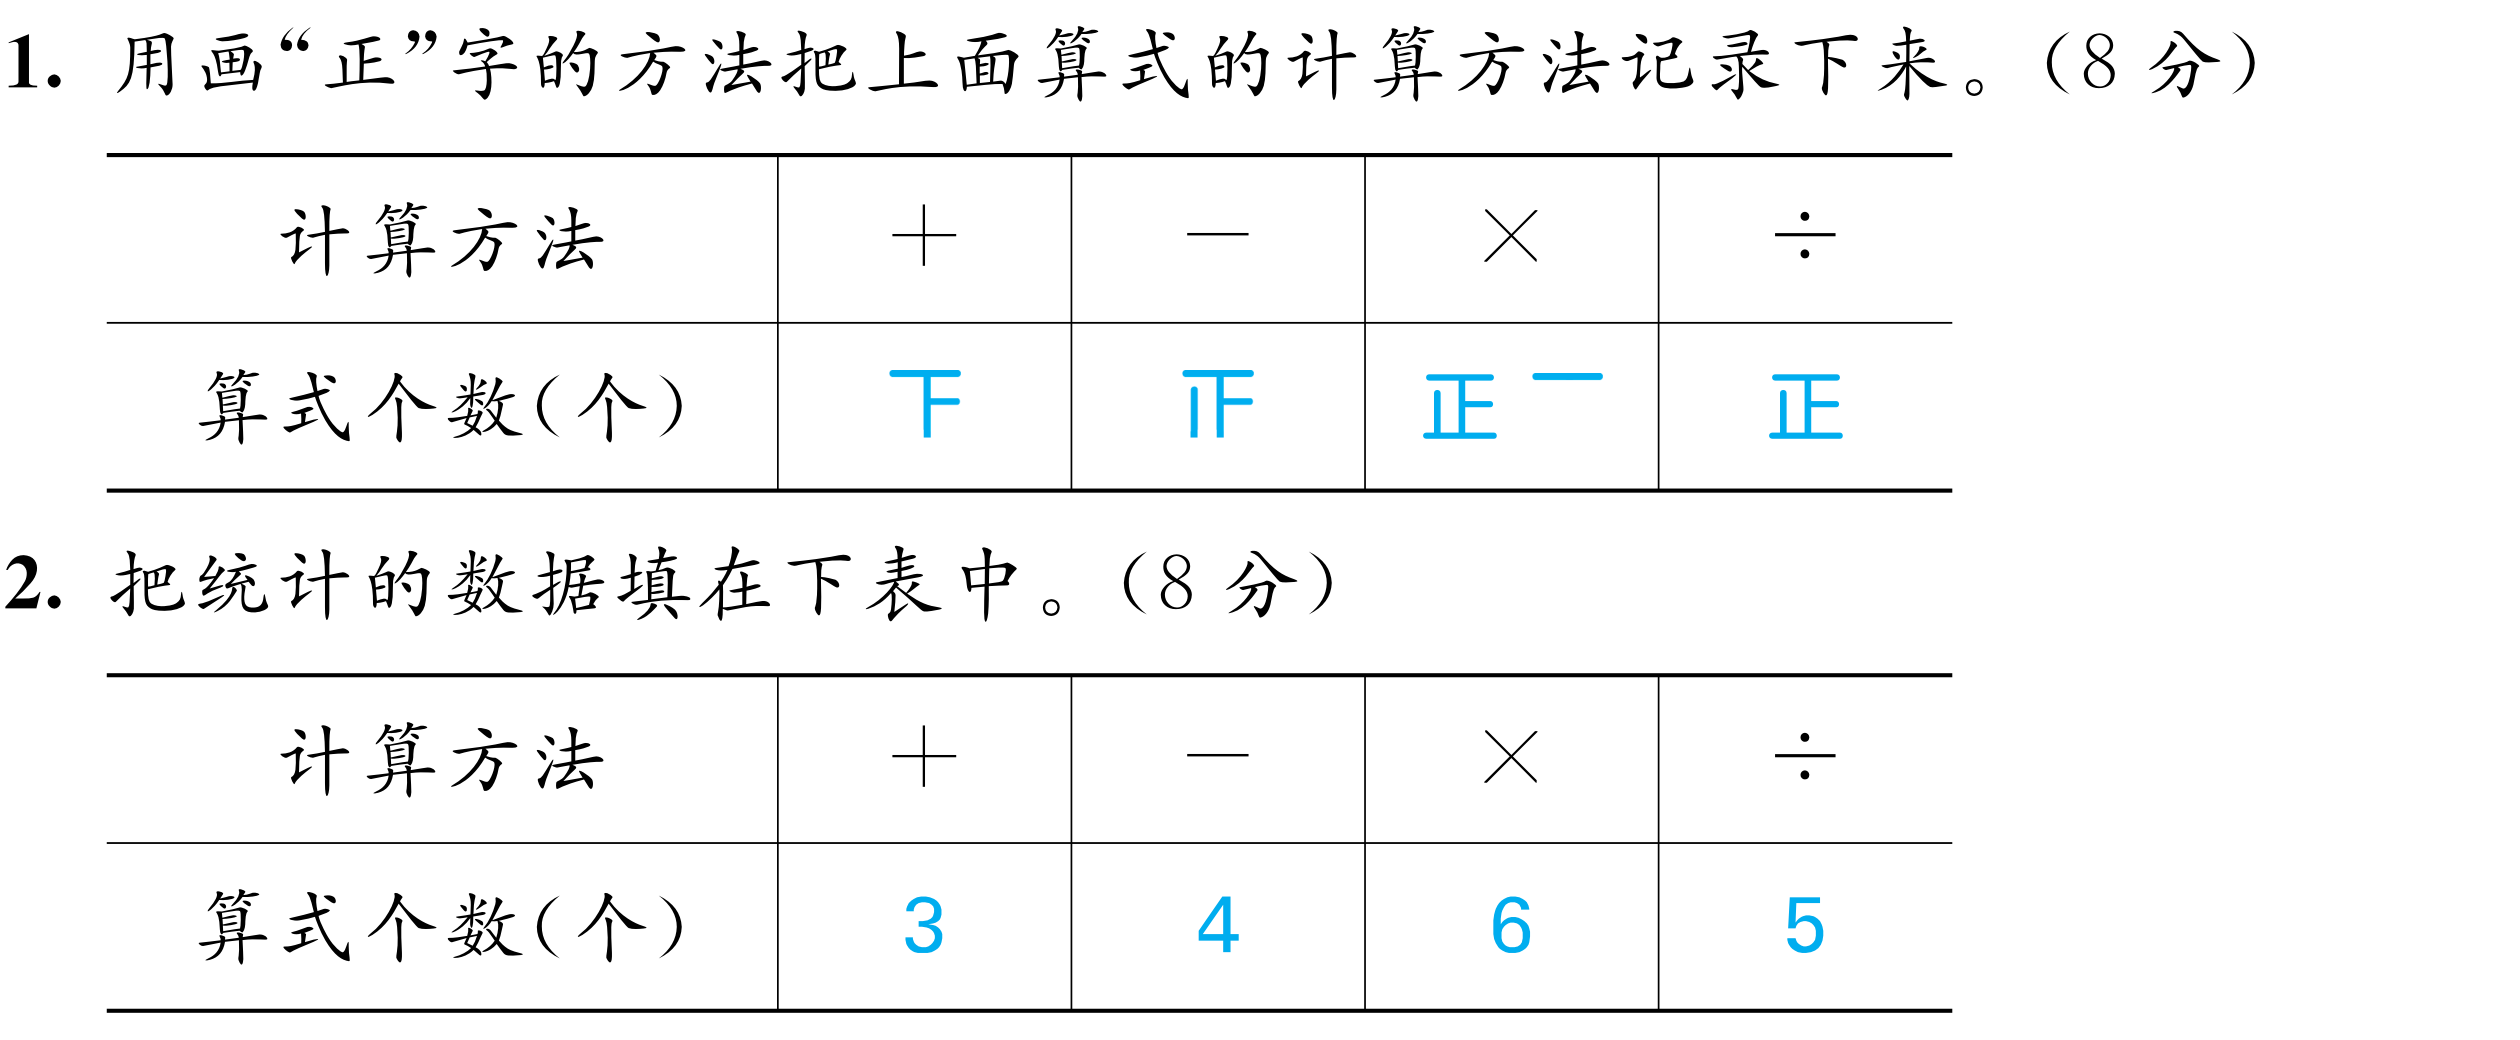 1. 用画“正”字的方法把上面算式的计算方法记录下来。(8分)
计算方法 + − × ÷
算式个数(个) 下 正一 正
2. 把统计的数据填在下表中。(8分)
计算方法 + − × ÷
算式个数(个) 3 4 6 5